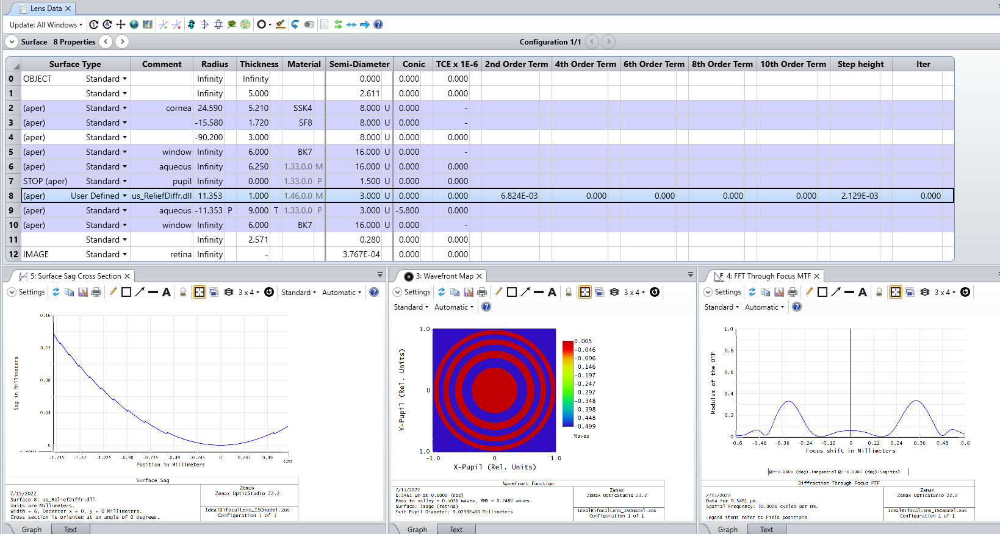 Lens Data ×
Update: All Windows
Surface 8 Properties Configuration 1/1
Surface Type Comment Radius Thickness Material Semi-Diameter Conic TCE x 1E-6 2nd Order Term 4th Order Term 6th Order Term 8th Order Term 10th Order Term Step height Iter
0 OBJECT Standard Infinity Infinity 0.000 0.000 0.000
1 Standard Infinity 5.000 2.611 0.000 0.000
2 (aper) Standard cornea 24.590 5.210 SSK4 8.000 U 0.000 -
3 (aper) Standard -15.580 1.720 SF8 8.000 U 0.000 -
4 (aper) Standard -90.200 3.000 8.000 U 0.000 0.000
5 (aper) Standard window Infinity 6.000 BK7 16.000 U 0.000 -
6 (aper) Standard aqueous Infinity 6.250 1.33,0.0 M 16.000 U 0.000 0.000
7 STOP (aper) Standard pupil Infinity 0.000 1.33,0.0 P 1.500 U 0.000 0.000
8 (aper) User Defined us_ReliefDiffr.dll 11.353 1.000 1.46,0.0 M 3.000 U 0.000 0.000 6.824E-03 0.000 0.000 0.000 0.000 2.129E-03 0.000
9 (aper) Standard aqueous -11.353 P 9.000 T 1.33,0.0 P 3.000 U -5.800 0.000
10 (aper) Standard window Infinity 6.000 BK7 16.000 U 0.000 -
11 Standard Infinity 2.571 0.280 0.000 0.000
12 IMAGE Standard retina Infinity - 3.767E-04 0.000 0.000
5: Surface Sag Cross Section ×
Settings 3 x 4 Standard Automatic
0.16
0.12
0.08
0.04
0
Sag in Millimeters
-1.715 -1.47 -1.225 -0.98 -0.735 -0.49 -0.245 0 0.245 0.49 0.705
Position in Millimeters
Surface Sag
7/15/2022
Surface 8: us_ReliefDiffr.dll
Units are Millimeters.
Width = 6, Decenter x = 0, y = 0 Millimeters.
Cross section is oriented at an angle of 0 degrees.
Zemax
Zemax OpticStudio 22.2
IdealBifocalLens_ISOmodel.zos
Configuration 1 of 1
Graph Text
3: Wavefront Map ×
Settings 3 x 4
Standard Automatic
1.0
0
-1.0
Y-Pupil (Rel. Units)
-1.0 0 1.0
X-Pupil (Rel. Units)
0.005
-0.046
-0.096
-0.146
-0.197
-0.247
-0.297
-0.348
-0.398
-0.448
-0.499
Waves
Wavefront Function
7/15/2022
0.5461 µm at 0.0000 (deg)
Peak to valley = 0.5036 waves, RMS = 0.2480 waves.
Surface: Image (retina)
Exit Pupil Diameter: 3.0233E+00 Millimeters
Zemax
Zemax OpticStudio 22.2
IdealBifocalLens_ISOmodel.zos
Configuration 1 of 1
Graph Text
4: FFT Through Focus MTF ×
Settings 3 x 4
Standard Automatic
1.0
0.8
0.6
0.4
0.2
0
Modulus of the OTF
-0.6 -0.48 -0.36 -0.24 -0.12 0 0.12 0.24 0.36 0.48 0.6
Focus shift in Millimeters
0.0000 (deg)-Tangential 0.0000 (deg)-Sagittal
Diffraction Through Focus MTF
7/15/2022
Data for 0.5461 µm.
Spatial Frequency: 50.0000 cycles per mm.
Legend items refer to Field positions
Zemax
Zemax OpticStudio 22.2
IdealBifocalLens_ISOmodel.zos
Configuration 1 of 1
Graph Text